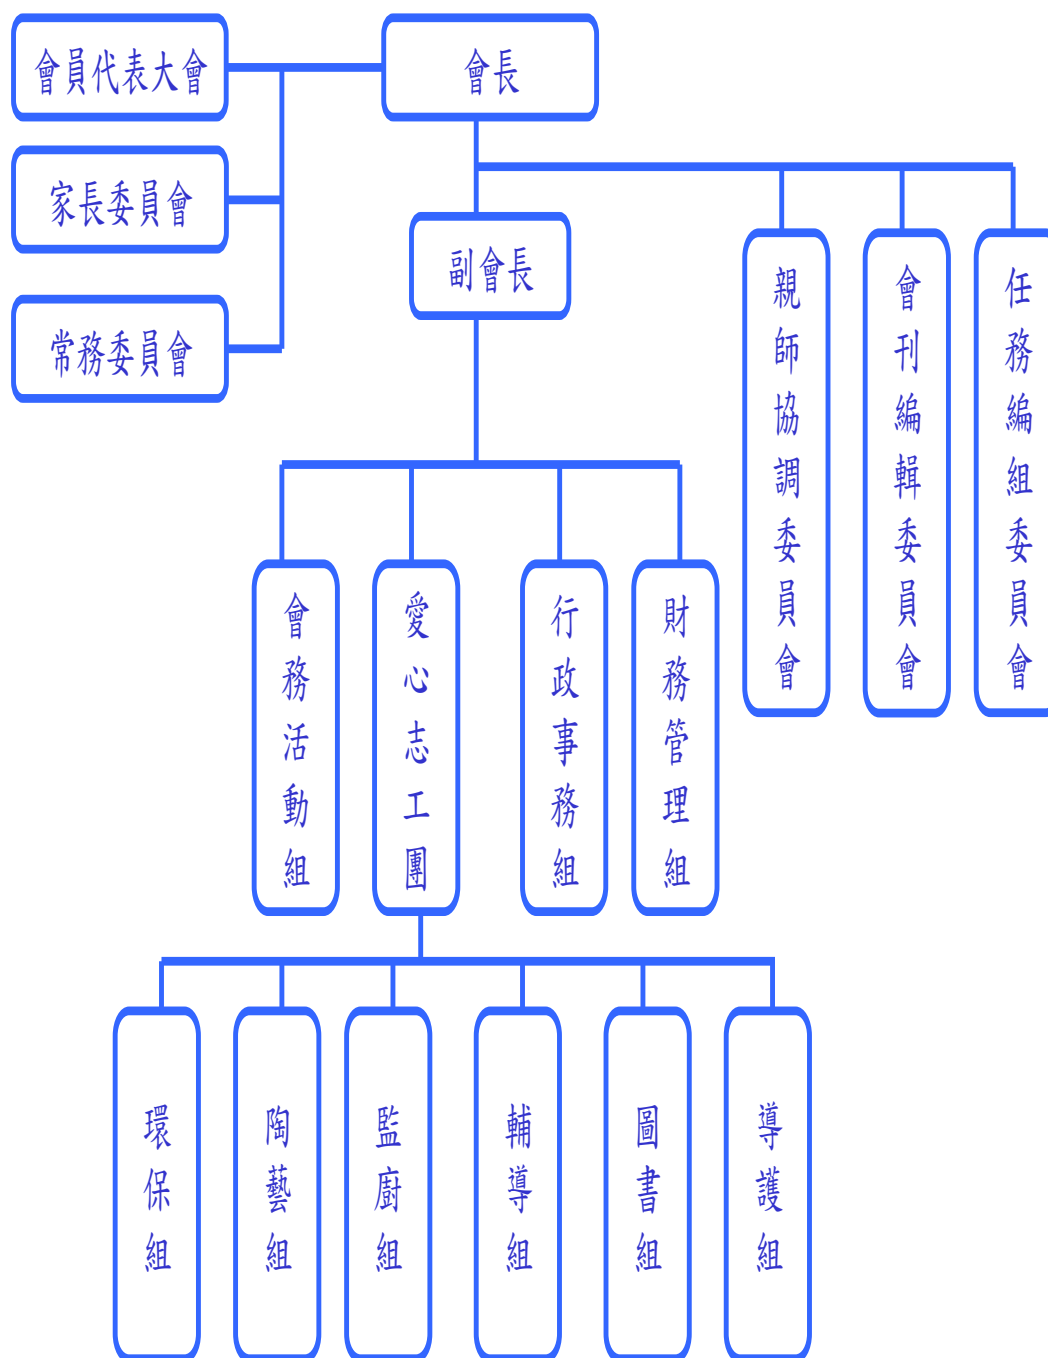 會員代表大會
會長
家長委員會
副會長
常務委員會
親師協調委員會
會刊編輯委員會
任務編組委員會
會務活動組
愛心志工團
行政事務組
財務管理組
環保組
陶藝組
監廚組
輔導組
圖書組
導護組